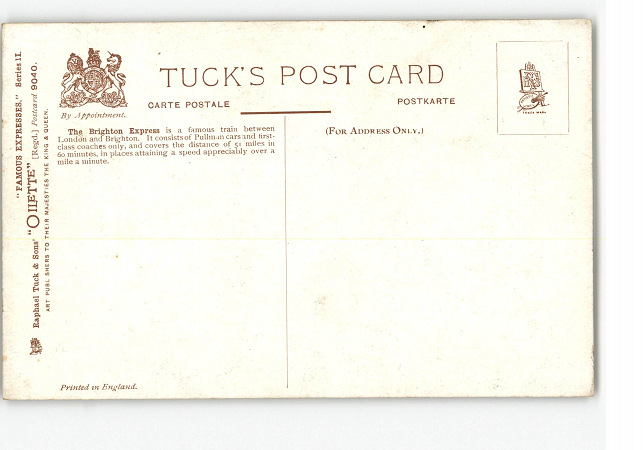 "FAMOUS EXPRESSES." Series II.
Raphael Tuck & Sons' "OILETTE" [Regd.] Postcard 9040.
ART PUBLISHERS TO THEIR MAJESTIES THE KING & QUEEN.
TUCK'S POST CARD
CARTE POSTALE
POSTKARTE
By Appointment.
(FOR ADDRESS ONLY.)
The Brighton Express is a famous train between
London and Brighton. It consists of Pullman cars and first-
class coaches only, and covers the distance of 51 miles in
60 minutes, in places attaining a speed appreciably over a
mile a minute.
TRADE MARK
Printed in England.